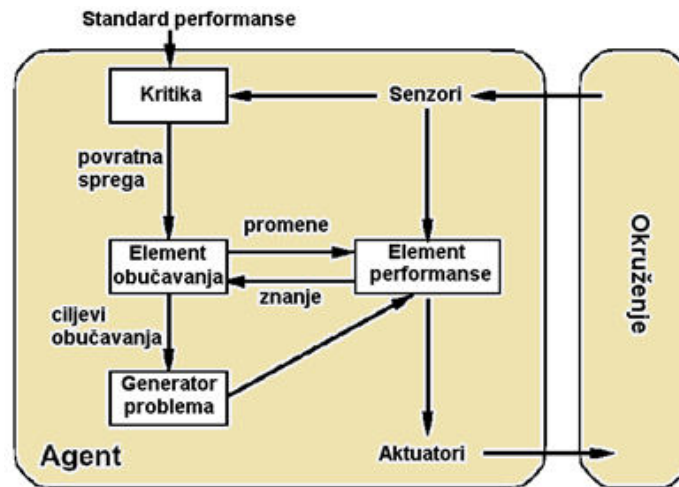 Standard performanse
Kritika
Senzori
povratna
sprega
promene
Element
obučavanja
Element
performanse
znanje
ciljevi
obučavanja
Generator
problema
Agent
Aktuatori
Okruženje